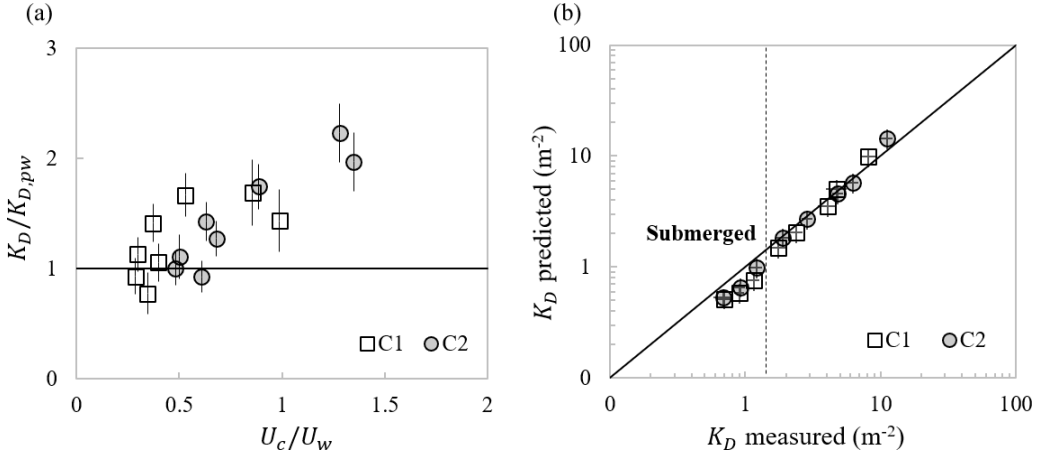 (a)
3
2
1
0
K_D/K_{D,pw}
0
0.5
1
1.5
2
U_c/U_w
C1
C2
(b)
100
10
1
0
K_D predicted (m⁻²)
Submerged
C1
C2
0
1
10
100
K_D measured (m⁻²)